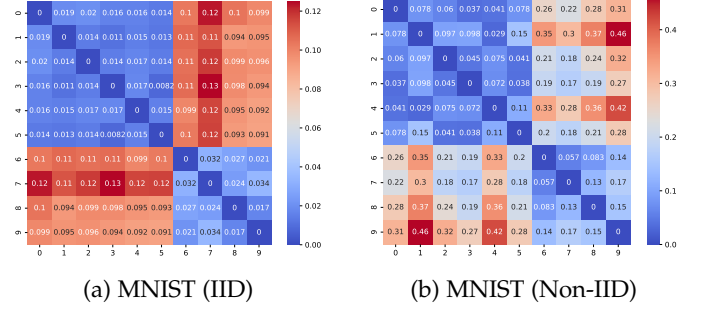 0 0 0.019 0.02 0.016 0.016 0.014 0.1 0.12 0.1 0.099
1 0.019 0 0.014 0.011 0.015 0.013 0.11 0.11 0.094 0.095
2 0.02 0.014 0 0.014 0.017 0.014 0.11 0.12 0.099 0.096
3 0.016 0.011 0.014 0 0.017 0.0082 0.11 0.13 0.098 0.094
4 0.016 0.015 0.017 0.017 0 0.015 0.099 0.12 0.095 0.092
5 0.014 0.013 0.014 0.0082 0.015 0 0.1 0.12 0.093 0.091
6 0.1 0.11 0.11 0.11 0.099 0.1 0 0.032 0.027 0.021
7 0.12 0.11 0.12 0.13 0.12 0.12 0.032 0 0.024 0.034
8 0.1 0.094 0.099 0.098 0.095 0.093 0.027 0.024 0 0.017
9 0.099 0.095 0.096 0.094 0.092 0.091 0.021 0.034 0.017 0
0 1 2 3 4 5 6 7 8 9
0.12
0.10
0.08
0.06
0.04
0.02
0.00
(a) MNIST (IID)
0 0 0.078 0.06 0.037 0.041 0.078 0.26 0.22 0.28 0.31
1 0.078 0 0.097 0.098 0.029 0.15 0.35 0.3 0.37 0.46
2 0.06 0.097 0 0.045 0.075 0.041 0.21 0.18 0.24 0.32
3 0.037 0.098 0.045 0 0.072 0.038 0.19 0.17 0.19 0.27
4 0.041 0.029 0.075 0.072 0 0.11 0.33 0.28 0.36 0.42
5 0.078 0.15 0.041 0.038 0.11 0 0.2 0.18 0.21 0.28
6 0.26 0.35 0.21 0.19 0.33 0.2 0 0.057 0.083 0.14
7 0.22 0.3 0.18 0.17 0.28 0.18 0.057 0 0.13 0.17
8 0.28 0.37 0.24 0.19 0.36 0.21 0.083 0.13 0 0.15
9 0.31 0.46 0.32 0.27 0.42 0.28 0.14 0.17 0.15 0
0 1 2 3 4 5 6 7 8 9
0.4
0.3
0.2
0.1
0.0
(b) MNIST (Non-IID)